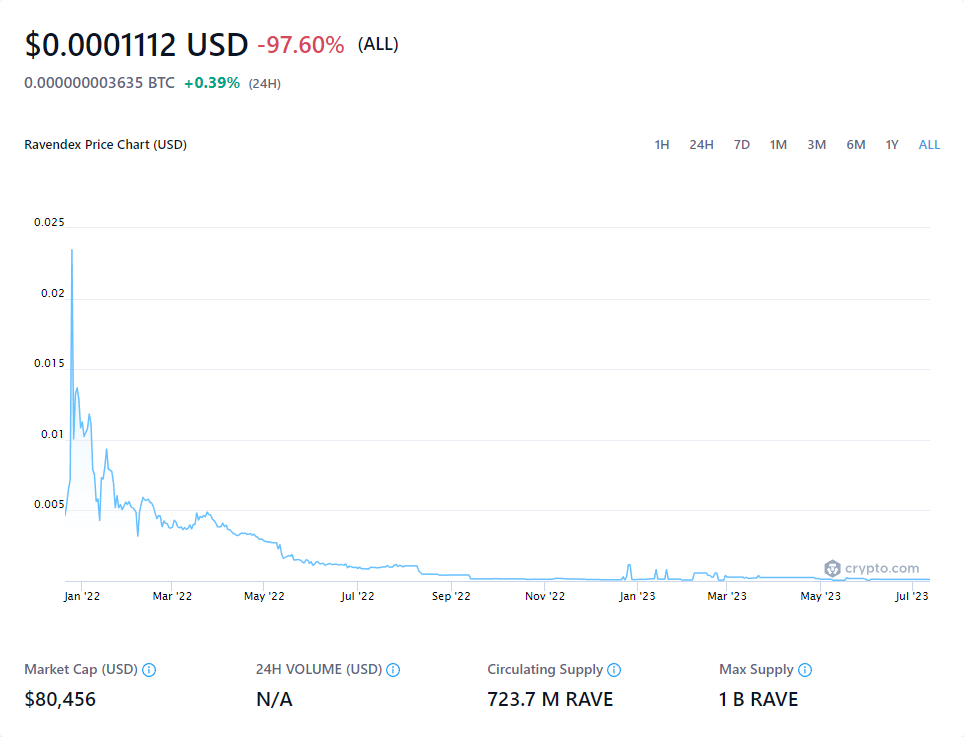 $0.0001112 USD -97.60% (ALL)
0.000000003635 BTC +0.39% (24H)
Ravendex Price Chart (USD) 1H 24H 7D 1M 3M 6M 1Y ALL
0.025
0.02
0.015
0.01
0.005
crypto.com
Jan '22 Mar '22 May '22 Jul '22 Sep '22 Nov '22 Jan '23 Mar '23 May '23 Jul '23
Market Cap (USD) 24H VOLUME (USD) Circulating Supply Max Supply
$80,456 N/A 723.7 M RAVE 1 B RAVE